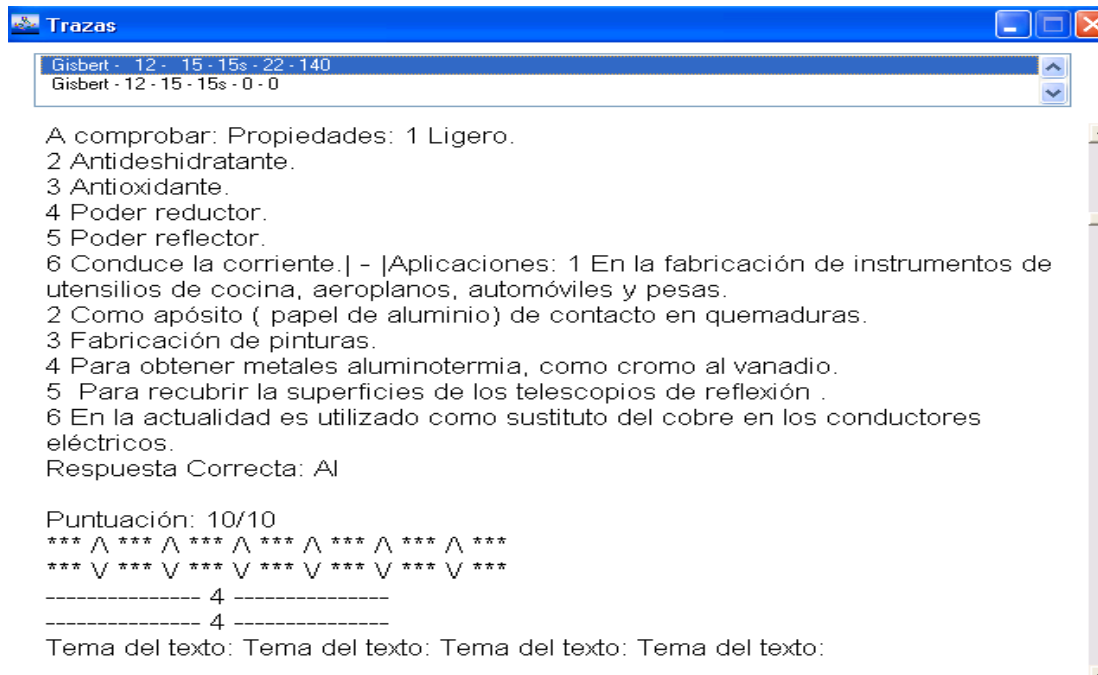 Trazas
Gisbert - 12 - 15 - 15s - 22 - 140
Gisbert - 12 - 15 - 15s - 0 - 0
A comprobar: Propiedades: 1 Ligero.
2 Antideshidratante.
3 Antioxidante.
4 Poder reductor.
5 Poder reflector.
6 Conduce la corriente.| - |Aplicaciones: 1 En la fabricación de instrumentos de
utensilios de cocina, aeroplanos, automóviles y pesas.
2 Como apósito ( papel de aluminio) de contacto en quemaduras.
3 Fabricación de pinturas.
4 Para obtener metales aluminotermia, como cromo al vanadio.
5  Para recubrir la superficies de los telescopios de reflexión .
6 En la actualidad es utilizado como sustituto del cobre en los conductores
eléctricos.
Respuesta Correcta: Al
Puntuación: 10/10
*** /\ *** /\ *** /\ *** /\ *** /\ *** /\ ***
*** \/ *** \/ *** \/ *** \/ *** \/ *** \/ ***
--------------- 4 ---------------
--------------- 4 ---------------
Tema del texto: Tema del texto: Tema del texto: Tema del texto: